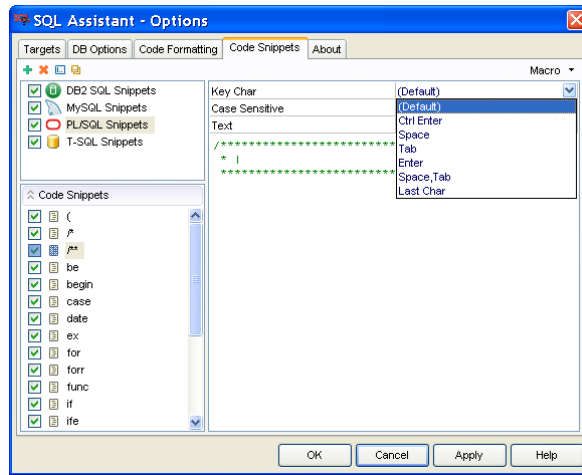 SQL Assistant - Options
Targets DB Options Code Formatting Code Snippets About
Macro
DB2 SQL Snippets
MySQL Snippets
PL/SQL Snippets
T-SQL Snippets
Key Char (Default)
Case Sensitive
Text
(Default)
Ctrl Enter
Space
Tab
Enter
Space,Tab
Last Char
/**************************
* |
**************************
Code Snippets
(
/*
/**
be
begin
case
date
ex
for
forr
func
if
ife
OK Cancel Apply Help